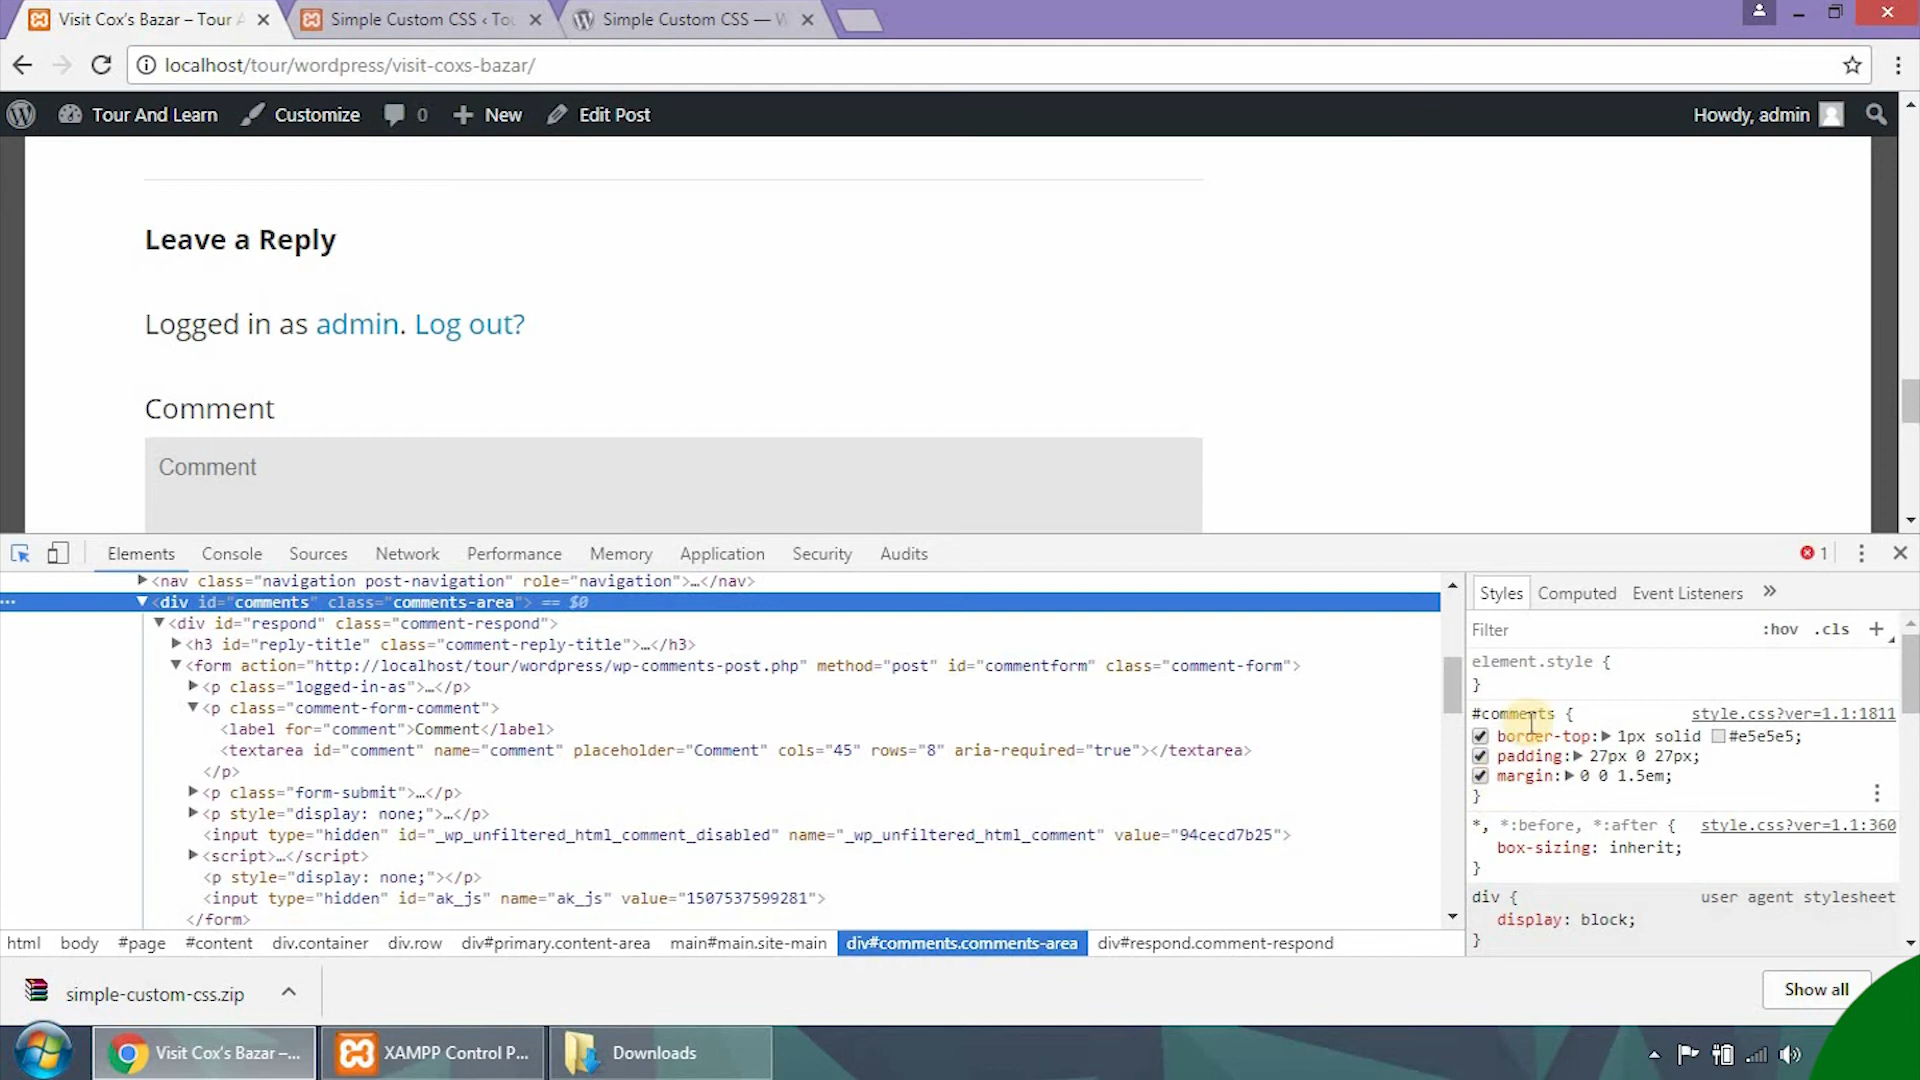 Visit Cox's Bazar – Tour A
Simple Custom CSS ‹ Tou
Simple Custom CSS — W
localhost/tour/wordpress/visit-coxs-bazar/
Tour And Learn
Customize
0
New
Edit Post
Howdy, admin
Leave a Reply
Logged in as admin. Log out?
Comment
Comment
Elements Console Sources Network Performance Memory Application Security Audits
1
<nav class="navigation post-navigation" role="navigation">…</nav>
<div id="comments" class="comments-area"> == $0
<div id="respond" class="comment-respond">
<h3 id="reply-title" class="comment-reply-title">…</h3>
<form action="http://localhost/tour/wordpress/wp-comments-post.php" method="post" id="commentform" class="comment-form">
<p class="logged-in-as">…</p>
<p class="comment-form-comment">
<label for="comment">Comment</label>
<textarea id="comment" name="comment" placeholder="Comment" cols="45" rows="8" aria-required="true"></textarea>
</p>
<p class="form-submit">…</p>
<p style="display: none;">…</p>
<input type="hidden" id="_wp_unfiltered_html_comment_disabled" name="_wp_unfiltered_html_comment" value="94cecd7b25">
<script>…</script>
<p style="display: none;"></p>
<input type="hidden" id="ak_js" name="ak_js" value="1507537599281">
</form>
html body #page #content div.container div.row div#primary.content-area main#main.site-main div#comments.comments-area div#respond.comment-respond
Styles Computed Event Listeners »
Filter :hov .cls +
element.style {
}
#comments { style.css?ver=1.1:1811
border-top: 1px solid #e5e5e5;
padding: 27px 0 27px;
margin: 0 0 1.5em;
}
*, *:before, *:after { style.css?ver=1.1:360
box-sizing: inherit;
}
div { user agent stylesheet
display: block;
}
simple-custom-css.zip
Show all
Visit Cox's Bazar –...
XAMPP Control P...
Downloads